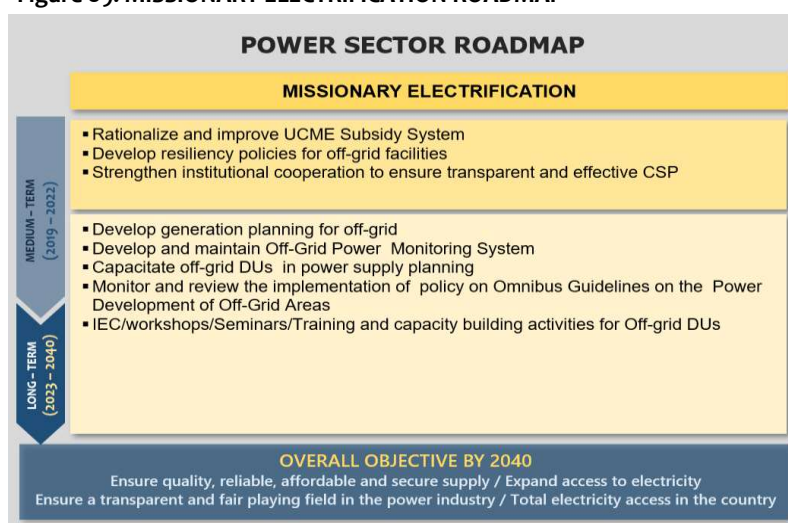 POWER SECTOR ROADMAP
MISSIONARY ELECTRIFICATION
MEDIUM – TERM
(2019 – 2022)
▪ Rationalize and improve UCME Subsidy System
▪ Develop resiliency policies for off-grid facilities
▪ Strengthen institutional cooperation to ensure transparent and effective CSP
▪ Develop generation planning for off-grid
▪ Develop and maintain Off-Grid Power Monitoring System
▪ Capacitate off-grid DUs in power supply planning
▪ Monitor and review the implementation of policy on Omnibus Guidelines on the Power
Development of Off-Grid Areas
▪ IEC/workshops/Seminars/Training and capacity building activities for Off-grid DUs
LONG – TERM
(2023 – 2040)
OVERALL OBJECTIVE BY 2040
Ensure quality, reliable, affordable and secure supply / Expand access to electricity
Ensure a transparent and fair playing field in the power industry / Total electricity access in the country